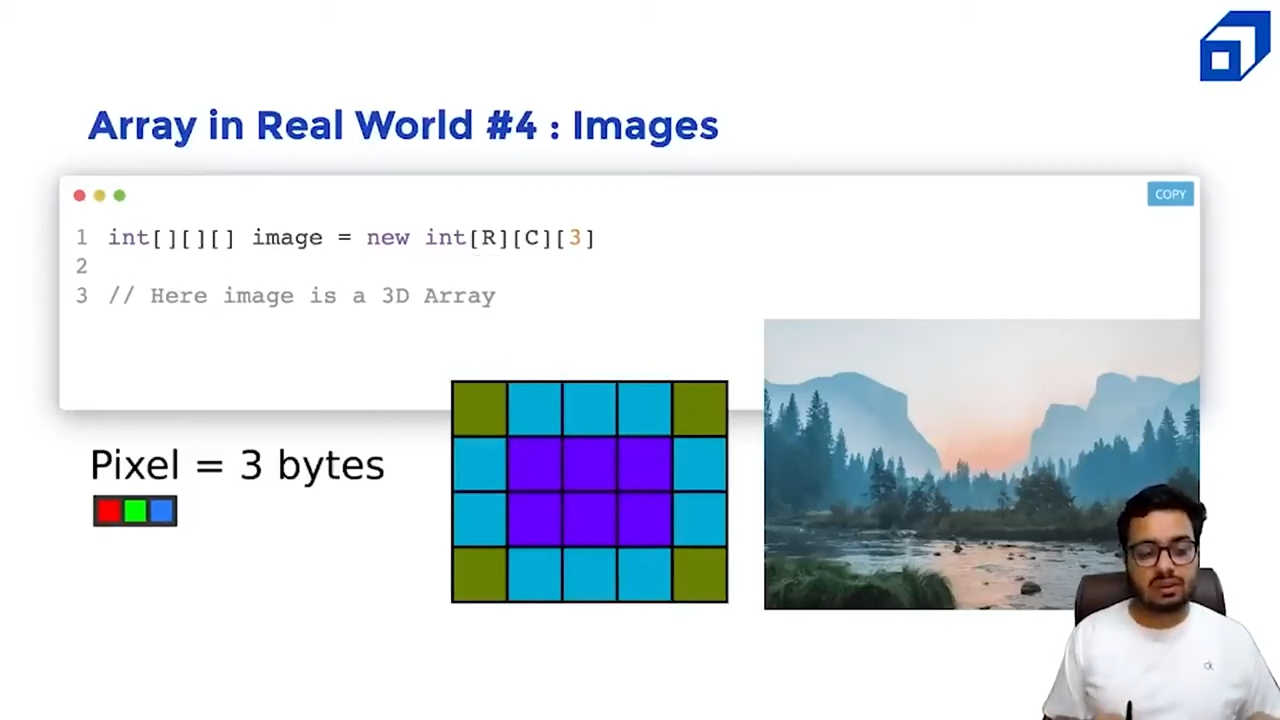 Array in Real World #4 : Images
COPY
1 int[][][] image = new int[R][C][3]
2
3 // Here image is a 3D Array
Pixel = 3 bytes
ck